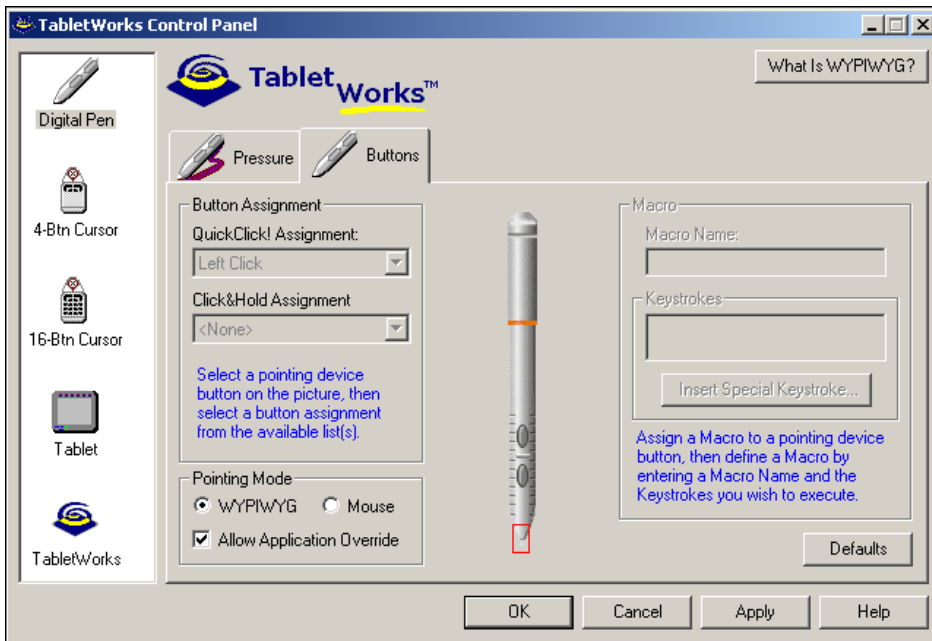 TabletWorks Control Panel
Digital Pen
4-Btn Cursor
16-Btn Cursor
Tablet
TabletWorks
Tablet
Works™
What Is WYPIWYG?
Pressure
Buttons
Button Assignment
QuickClick! Assignment:
Left Click
Click&Hold Assignment
<None>
Select a pointing device
button on the picture, then
select a button assignment
from the available list(s).
Pointing Mode
WYPIWYG
Mouse
Allow Application Override
Macro
Macro Name:
Keystrokes
Insert Special Keystroke...
Assign a Macro to a pointing device
button, then define a Macro by
entering a Macro Name and the
Keystrokes you wish to execute.
Defaults
OK
Cancel
Apply
Help